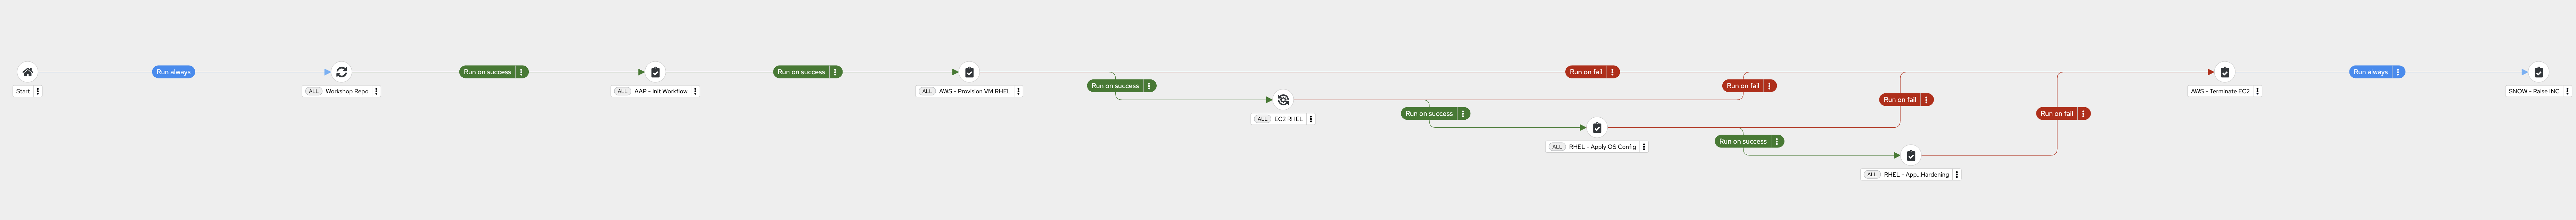 Run always
Run on success
Run on success
Run on fail
Run always
Start
ALL Workshop Repo
ALL AAP - Init Workflow
ALL AWS - Provision VM RHEL
Run on success
Run on fail
AWS - Terminate EC2
SNOW - Raise INC
Run on fail
ALL EC2 RHEL
Run on success
Run on fail
ALL RHEL - Apply OS Config
Run on success
ALL RHEL - App...Hardening